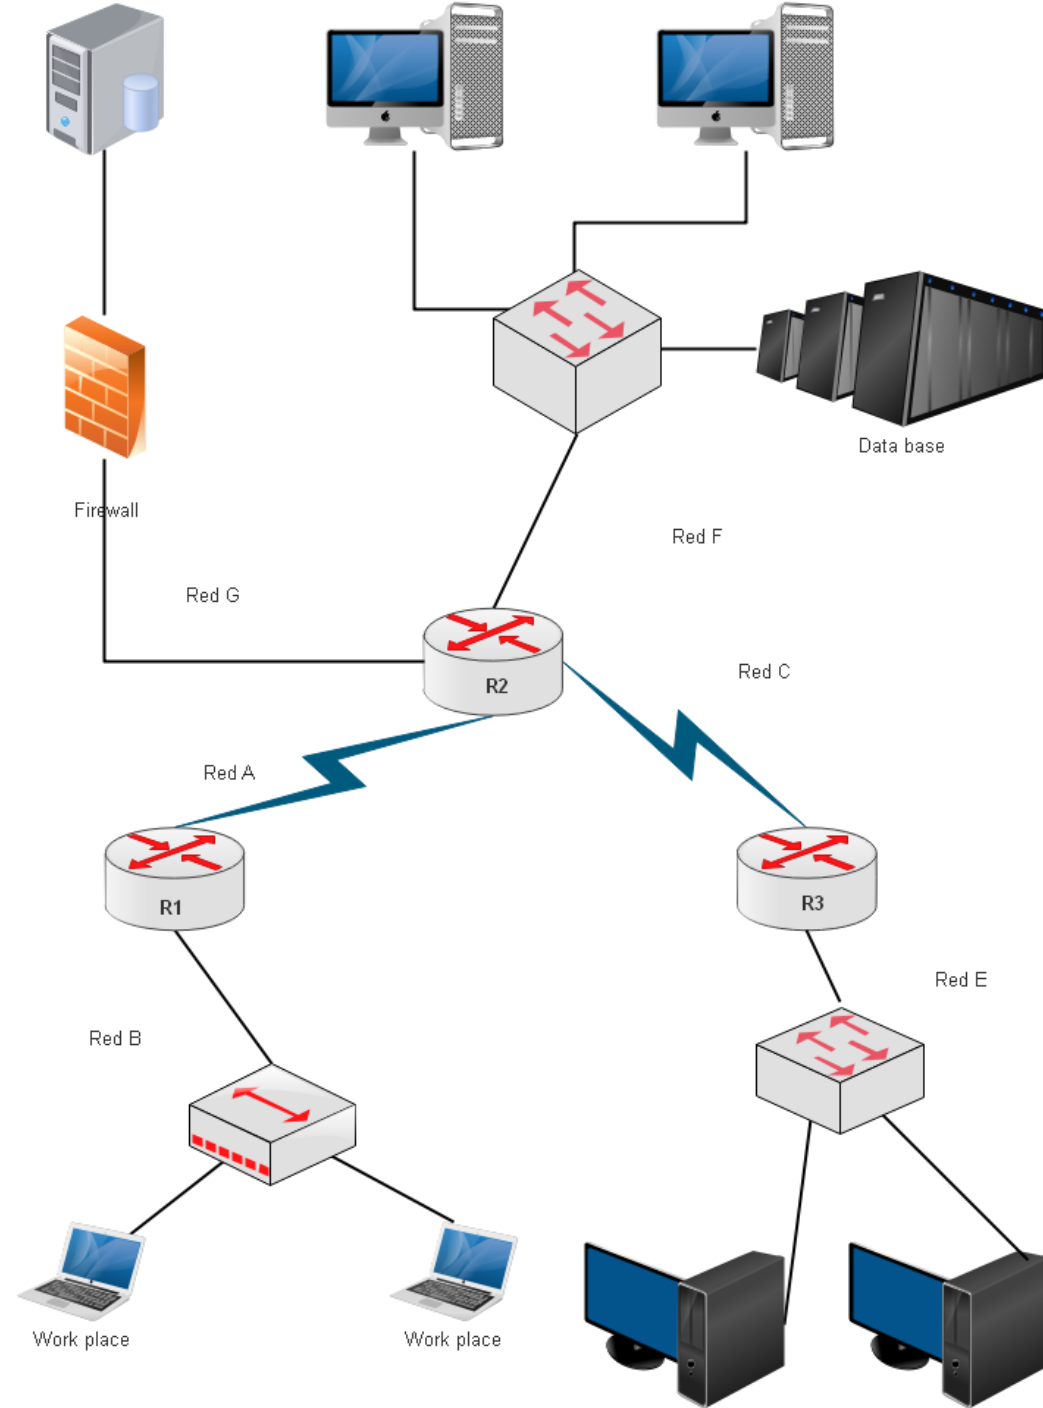 Data base
Firewall
Red F
Red G
R2
Red C
Red A
R1
R3
Red E
Red B
Work place
Work place